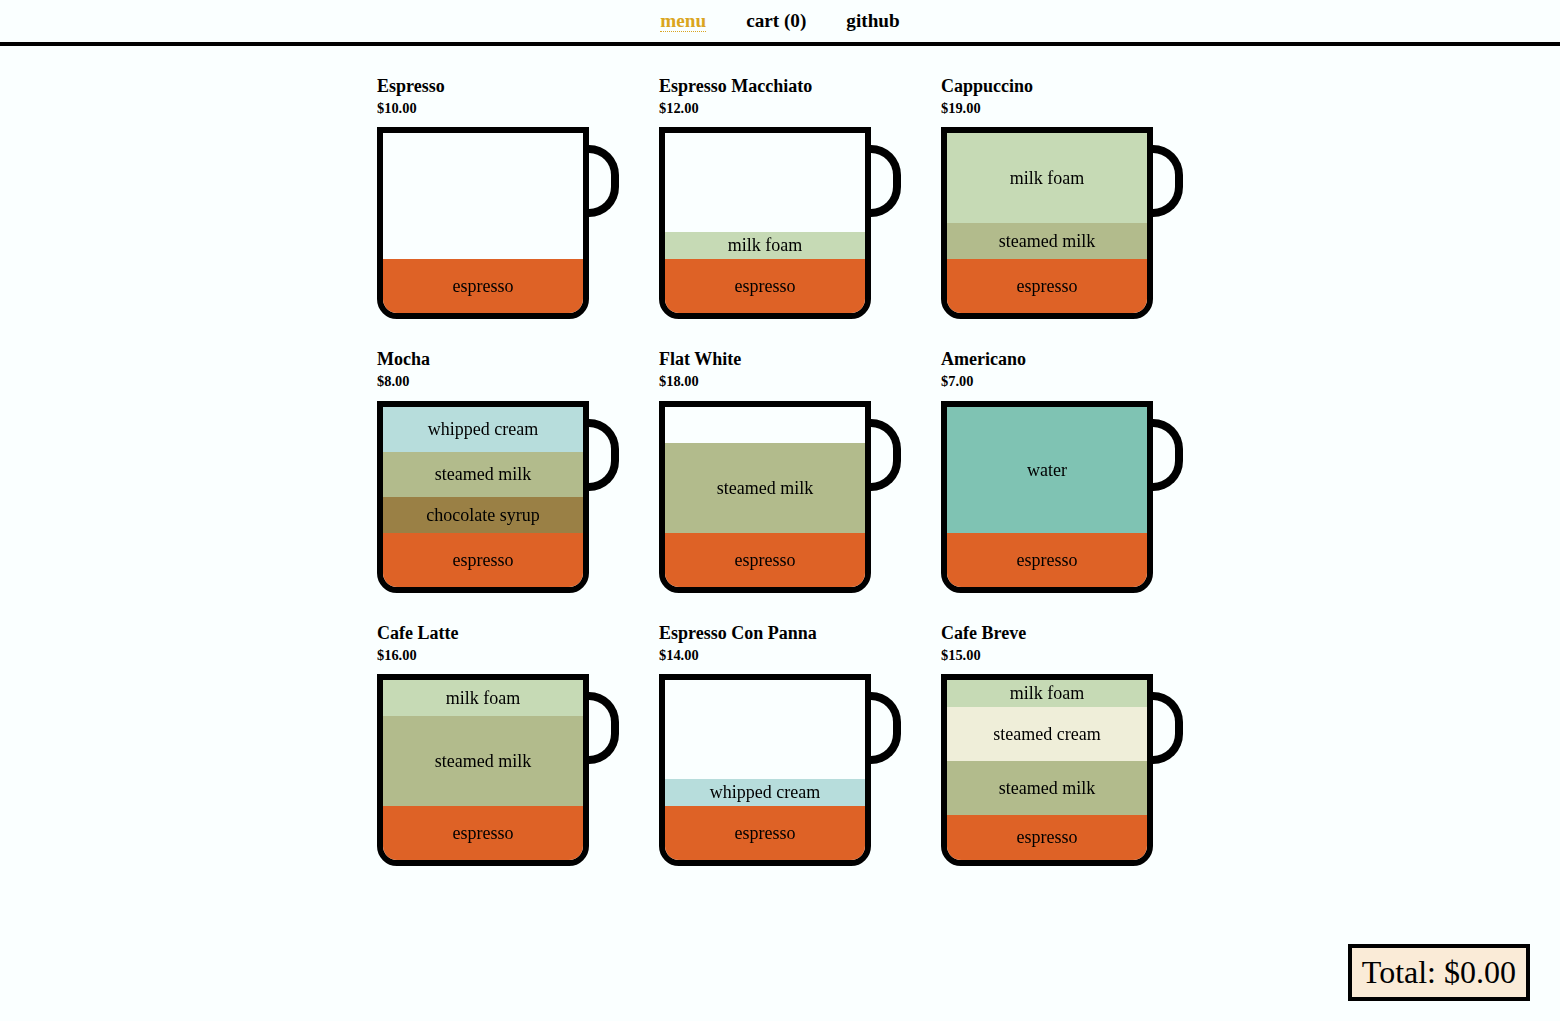 menu cart (0) github
Espresso
$10.00
espresso
Espresso Macchiato
$12.00
milk foam
espresso
Cappuccino
$19.00
milk foam
steamed milk
espresso
Mocha
$8.00
whipped cream
steamed milk
chocolate syrup
espresso
Flat White
$18.00
steamed milk
espresso
Americano
$7.00
water
espresso
Cafe Latte
$16.00
milk foam
steamed milk
espresso
Espresso Con Panna
$14.00
whipped cream
espresso
Cafe Breve
$15.00
milk foam
steamed cream
steamed milk
espresso
Total: $0.00